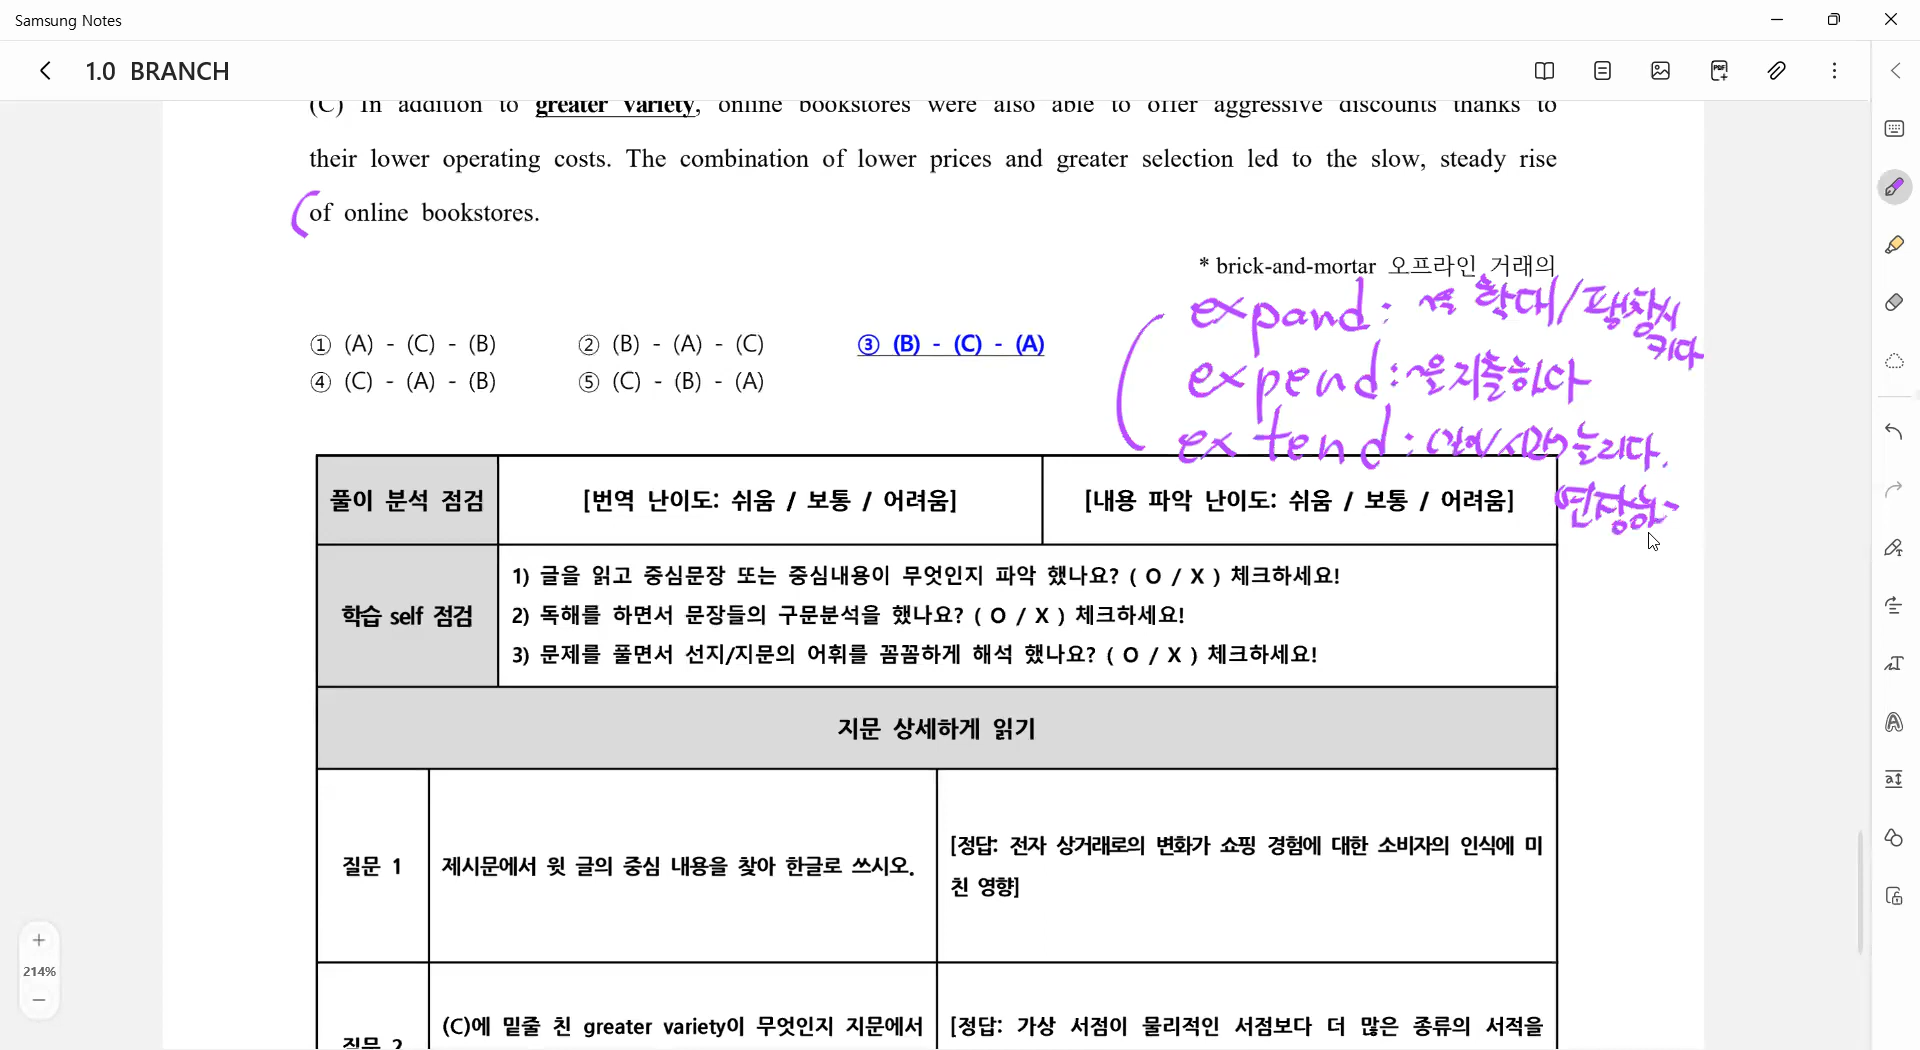 Samsung Notes
1.0 BRANCH
(C) In addition to greater variety, online bookstores were also able to offer aggressive discounts thanks to
their lower operating costs. The combination of lower prices and greater selection led to the slow, steady rise
of online bookstores.
* brick-and-mortar 오프라인 거래의
expand: 확대/팽창시
키다
expend: ~을 지출하다
extend: 늘리다.
연장하~
① (A) - (C) - (B) ② (B) - (A) - (C) ③ (B) - (C) - (A)
④ (C) - (A) - (B) ⑤ (C) - (B) - (A)
풀이 분석 점검 [번역 난이도: 쉬움 / 보통 / 어려움] [내용 파악 난이도: 쉬움 / 보통 / 어려움]
학습 self 점검
1) 글을 읽고 중심문장 또는 중심내용이 무엇인지 파악 했나요? ( O / X ) 체크하세요!
2) 독해를 하면서 문장들의 구문분석을 했나요? ( O / X ) 체크하세요!
3) 문제를 풀면서 선지/지문의 어휘를 꼼꼼하게 해석 했나요? ( O / X ) 체크하세요!
지문 상세하게 읽기
질문 1
제시문에서 윗 글의 중심 내용을 찾아 한글로 쓰시오.
[정답: 전자 상거래로의 변화가 쇼핑 경험에 대한 소비자의 인식에 미
친 영향]
질문 2
(C)에 밑줄 친 greater variety이 무엇인지 지문에서
[정답: 가상 서점이 물리적인 서점보다 더 많은 종류의 서적을
214%